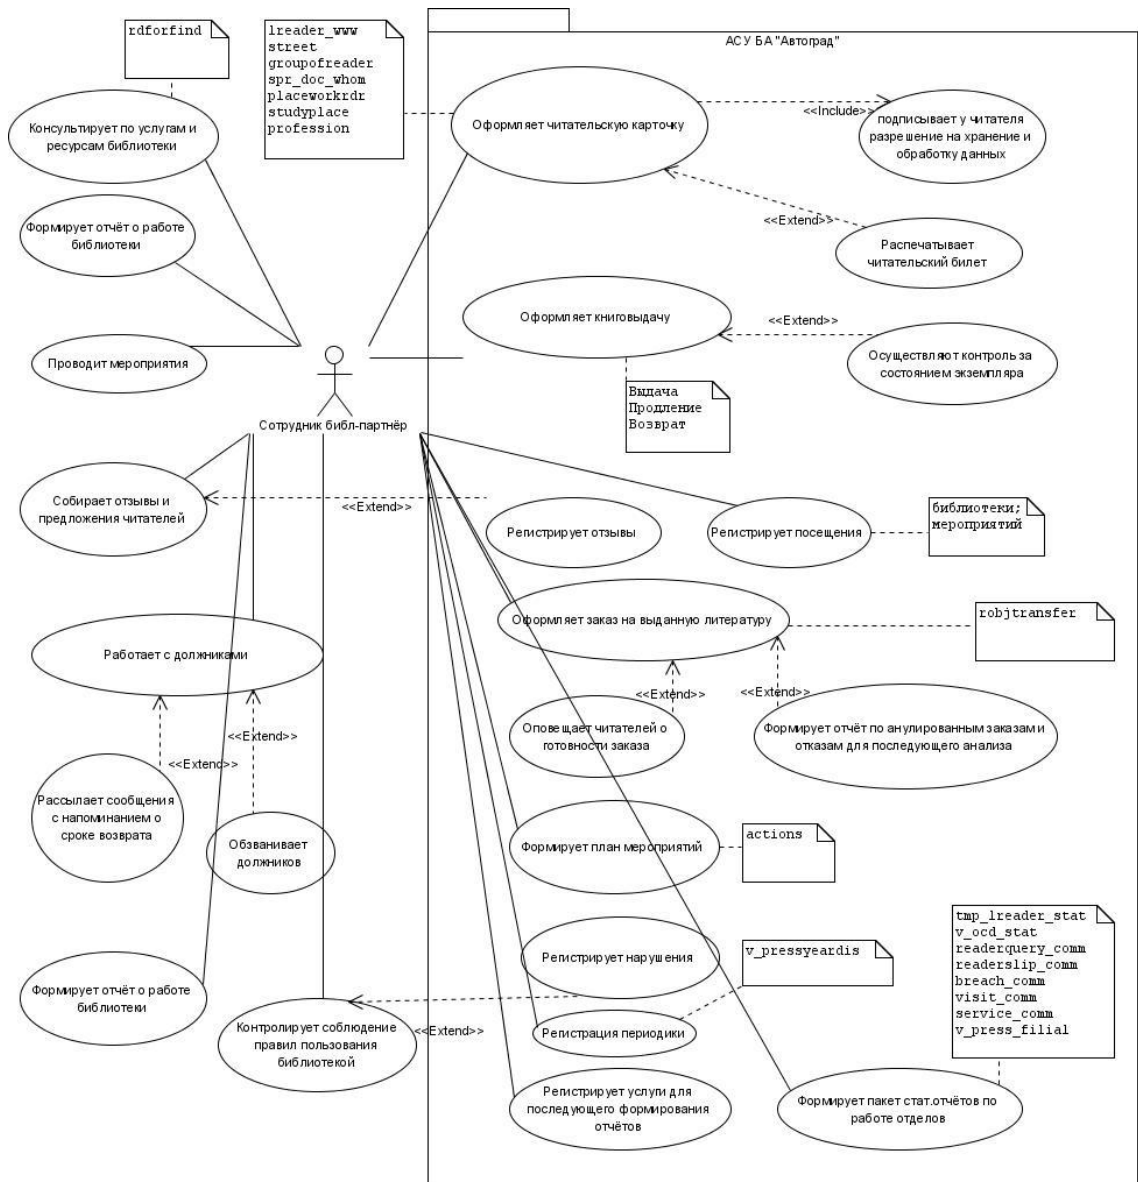 rdforfind
lreader_www
street
groupofreader
spr_doc_whom
placeworkrdr
studyplace
profession
АСУ БА "Автоград"
Консультирует по услугам и
ресурсам библиотеки
Оформляет читательскую карточку
<<Include>>
подписывает у читателя
разрешение на хранение и
обработку данных
Формирует отчёт о работе
библиотеки
<<Extend>>
Распечатывает
читательский билет
Оформляет книговыдачу
<<Extend>>
Проводит мероприятия
Осуществляют контроль за
состоянием экземпляра
Выдача
Продление
Возврат
Сотрудник библ-партнёр
Собирает отзывы и
предложения читателей
<<Extend>>
Регистрирует отзывы
Регистрирует посещения
библиотеки;
мероприятий
Оформляет заказ на выданную литературу
robjtransfer
Работает с должниками
<<Extend>>
<<Extend>>
Оповещает читателей о
готовности заказа
Формирует отчёт по анулированным заказам и
отказам для последующего анализа
<<Extend>>
<<Extend>>
Рассылает сообщения
с напоминанием о
сроке возврата
Обзванивает
должников
Формирует план мероприятий
actions
tmp_lreader_stat
v_ocd_stat
readerquery_comm
readerslip_comm
breach_comm
visit_comm
service_comm
v_press_filial
Регистрирует нарушения
v_pressyeardis
Формирует отчёт о работе
библиотеки
Контролирует соблюдение
правил пользования
библиотекой
<<Extend>>
Регистрация периодики
Регистрирует услуги для
последующего формирования
отчётов
Формирует пакет стат.отчётов по
работе отделов